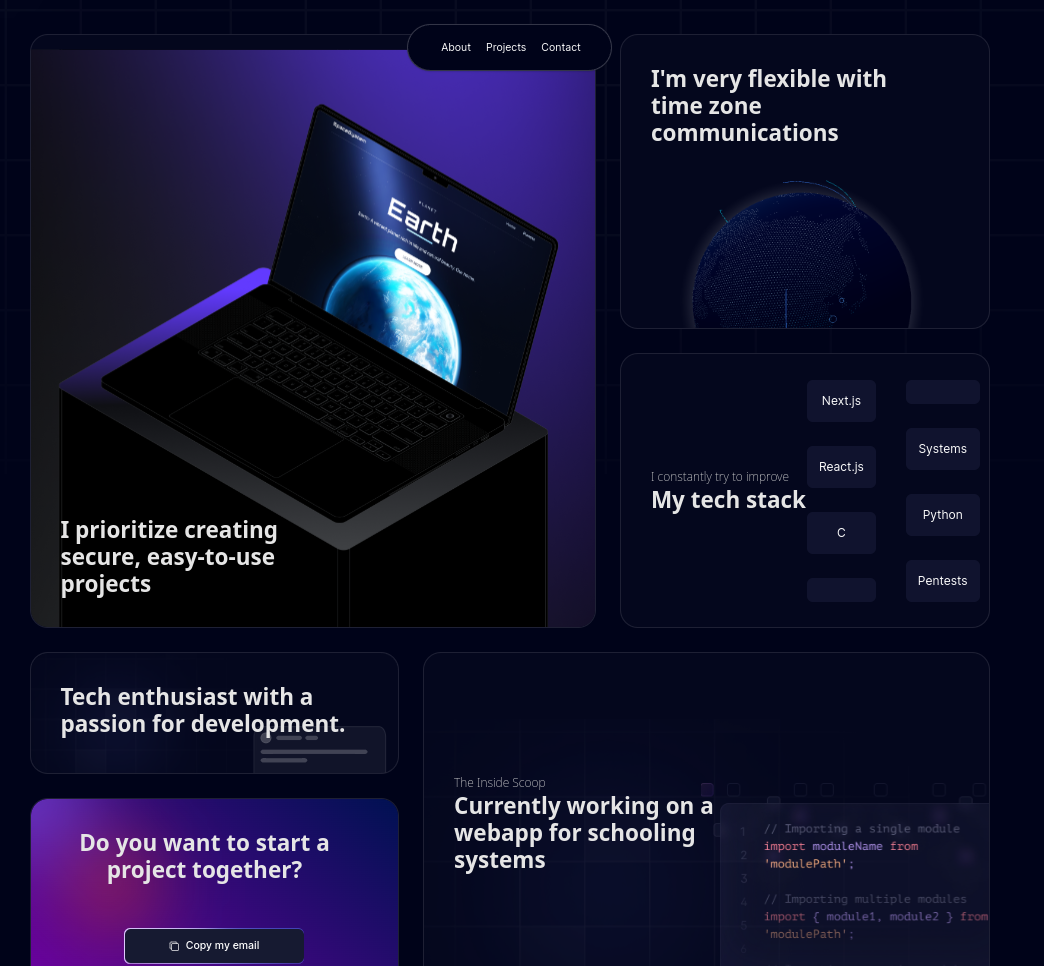 About Projects Contact
SpaceSystem
Home
PLANET
Earth
I prioritize creating
secure, easy-to-use
projects
I'm very flexible with
time zone
communications
I constantly try to improve
My tech stack
Next.js
React.js
C
Systems
Python
Pentests
Tech enthusiast with a
passion for development.
Do you want to start a
project together?
Copy my email
The Inside Scoop
Currently working on a
webapp for schooling
systems
1 // Importing a single module
2 import moduleName from
'modulePath';
3
4 // Importing multiple modules
5 import { module1, module2 } from
'modulePath';